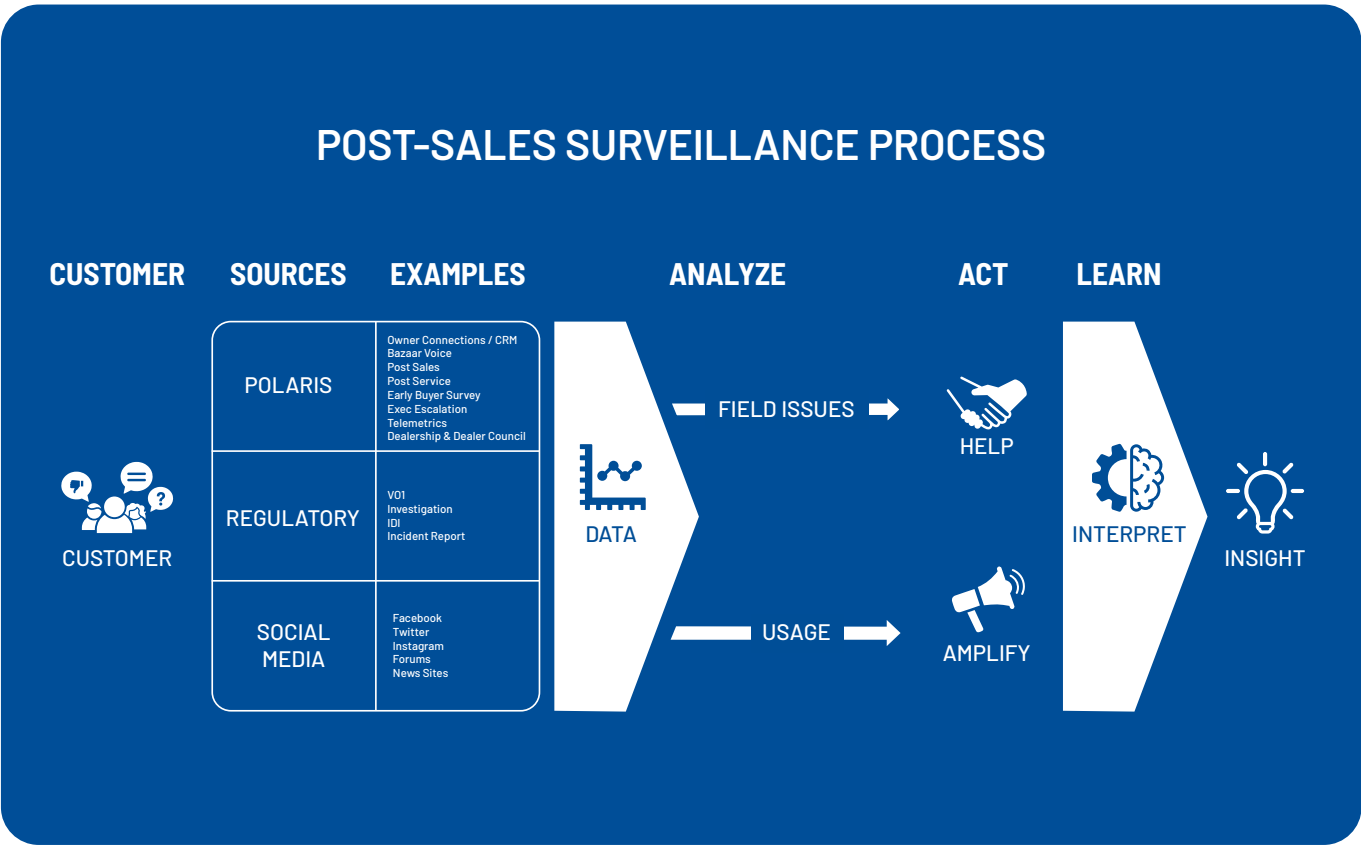 POST-SALES SURVEILLANCE PROCESS
CUSTOMER
SOURCES
EXAMPLES
ANALYZE
ACT
LEARN
POLARIS
Owner Connections / CRM
Bazaar Voice
Post Sales
Post Service
Early Buyer Survey
Exec Escalation
Telemetrics
Dealership & Dealer Council
REGULATORY
VO1
Investigation
IDI
Incident Report
SOCIAL
MEDIA
Facebook
Twitter
Instagram
Forums
News Sites
?
CUSTOMER
DATA
FIELD ISSUES
USAGE
HELP
AMPLIFY
INTERPRET
INSIGHT